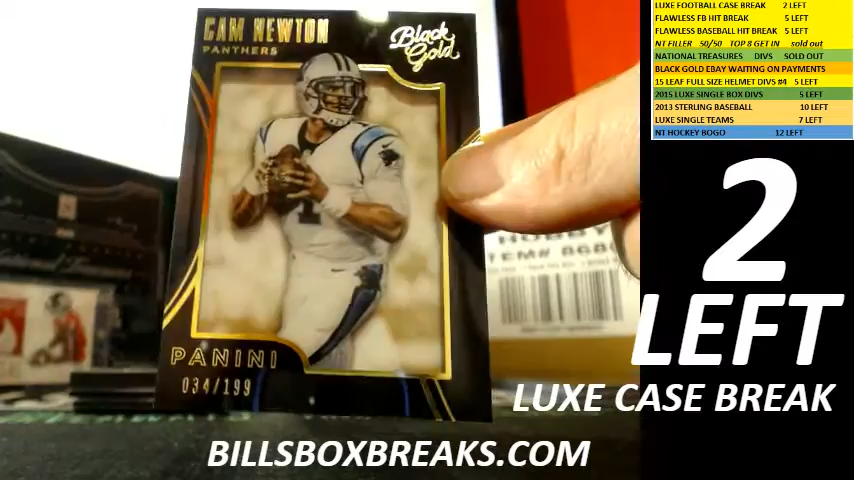 CAM NEWTON
PANTHERS
Black Gold
PANINI
034/199
LUXE FOOTBALL CASE BREAK 2 LEFT
FLAWLESS FB HIT BREAK 5 LEFT
FLAWLESS BASEBALL HIT BREAK 5 LEFT
NT FILLER 50/50 TOP 8 GET IN sold out
NATIONAL TREASURES DIVS SOLD OUT
BLACK GOLD EBAY WAITING ON PAYMENTS
15 LEAF FULL SIZE HELMET DIVS #4 5 LEFT
2015 LUXE SINGLE BOX DIVS 5 LEFT
2013 STERLING BASEBALL 10 LEFT
LUXE SINGLE TEAMS 7 LEFT
NT HOCKEY BOGO 12 LEFT
2
LEFT
LUXE CASE BREAK
BILLSBOXBREAKS.COM